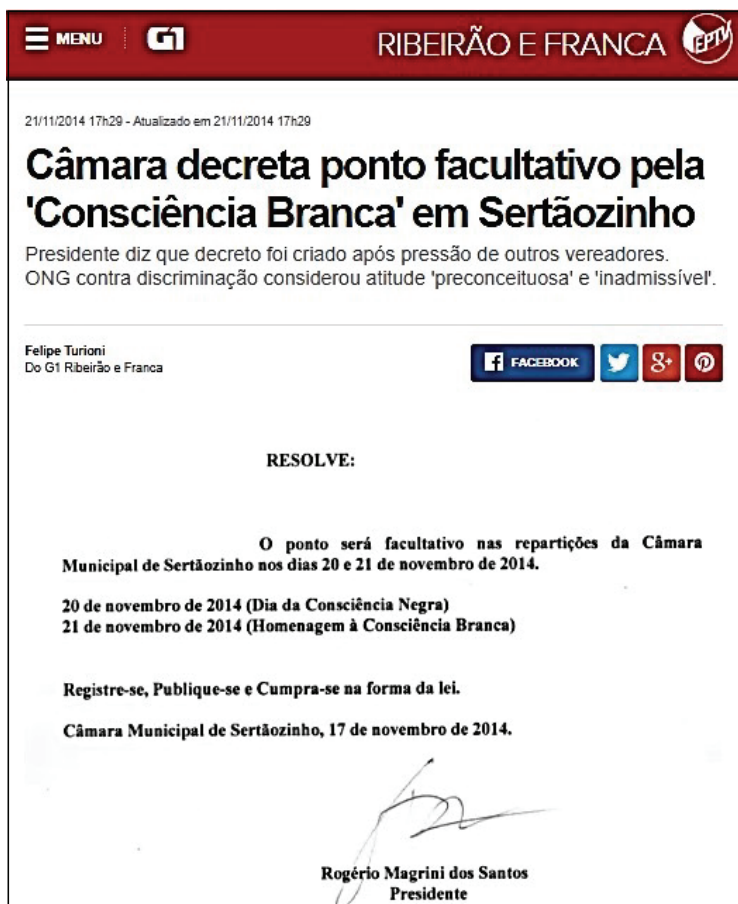 MENU G1 RIBEIRÃO E FRANCA EPTV
21/11/2014 17h29 - Atualizado em 21/11/2014 17h29
Câmara decreta ponto facultativo pela
'Consciência Branca' em Sertãozinho
Presidente diz que decreto foi criado após pressão de outros vereadores.
ONG contra discriminação considerou atitude 'preconceituosa' e 'inadmissível'.
Felipe Turioni
Do G1 Ribeirão e Franca
FACEBOOK
RESOLVE:
O ponto será facultativo nas repartições da Câmara
Municipal de Sertãozinho nos dias 20 e 21 de novembro de 2014.
20 de novembro de 2014 (Dia da Consciência Negra)
21 de novembro de 2014 (Homenagem à Consciência Branca)
Registre-se, Publique-se e Cumpra-se na forma da lei.
Câmara Municipal de Sertãozinho, 17 de novembro de 2014.
Rogério Magrini dos Santos
Presidente